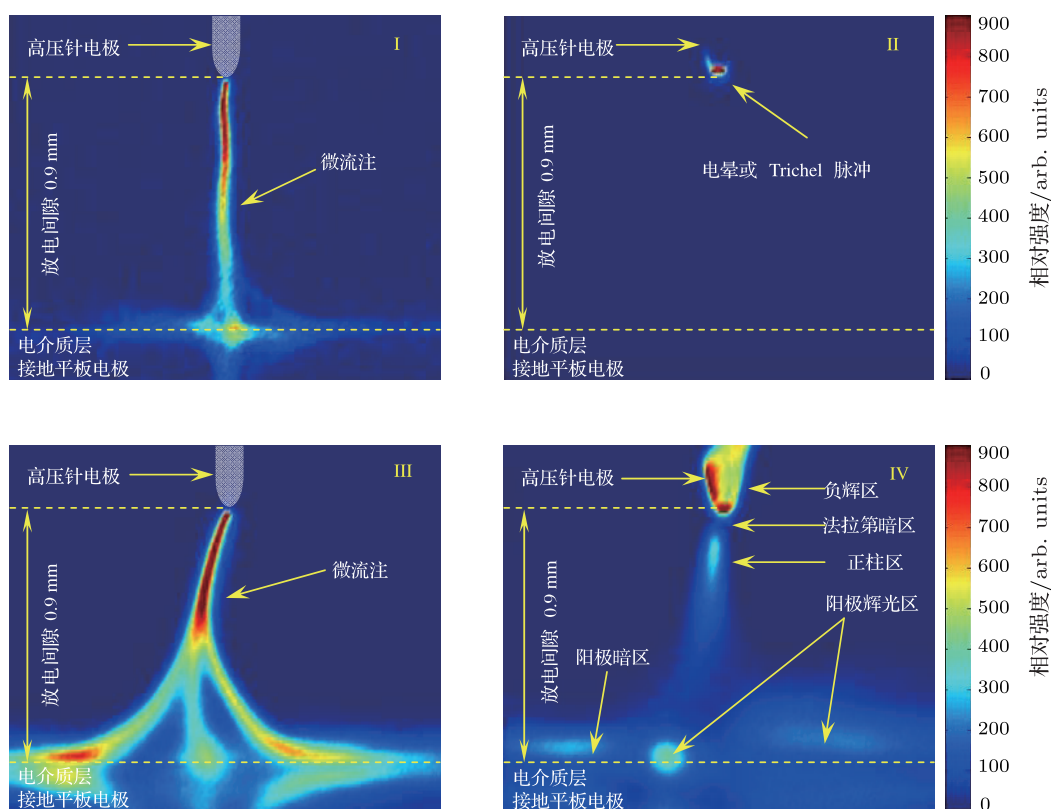 高压针电极
I
放电间隙 0.9 mm
微流注
电介质层
接地平板电极
高压针电极
II
放电间隙 0.9 mm
电晕或 Trichel 脉冲
电介质层
接地平板电极
900
800
700
600
500
400
300
200
100
0
相对强度/arb. units
高压针电极
III
放电间隙 0.9 mm
微流注
电介质层
接地平板电极
高压针电极
IV
负辉区
法拉第暗区
正柱区
阳极辉光区
阳极暗区
放电间隙 0.9 mm
电介质层
接地平板电极
900
800
700
600
500
400
300
200
100
0
相对强度/arb. units